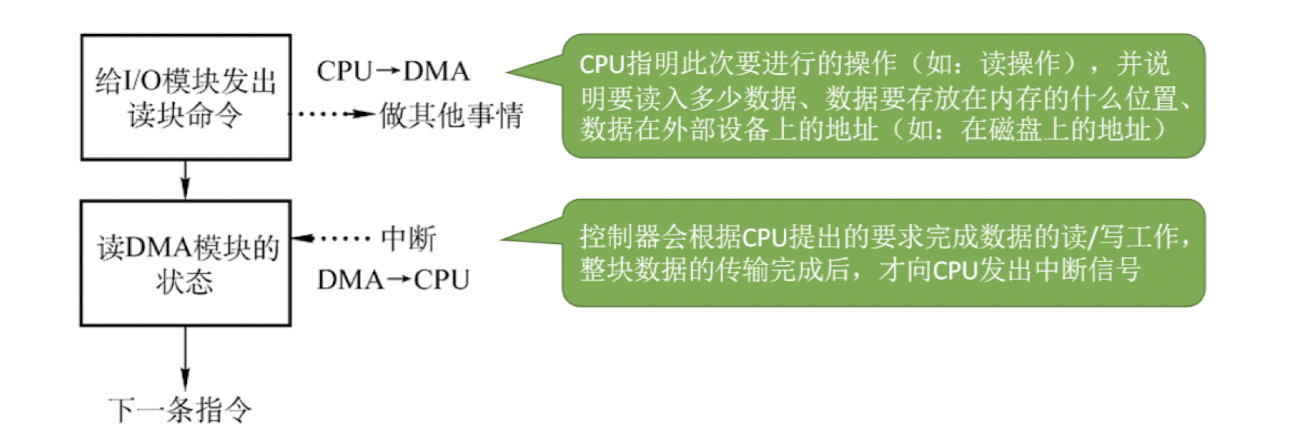 给I/O模块发出
读块命令
CPU→DMA
做其他事情
CPU指明此次要进行的操作（如：读操作），并说
明要读入多少数据、数据要存放在内存的什么位置、
数据在外部设备上的地址（如：在磁盘上的地址）
读DMA模块的
状态
中断
DMA→CPU
控制器会根据CPU提出的要求完成数据的读/写工作，
整块数据的传输完成后，才向CPU发出中断信号
下一条指令